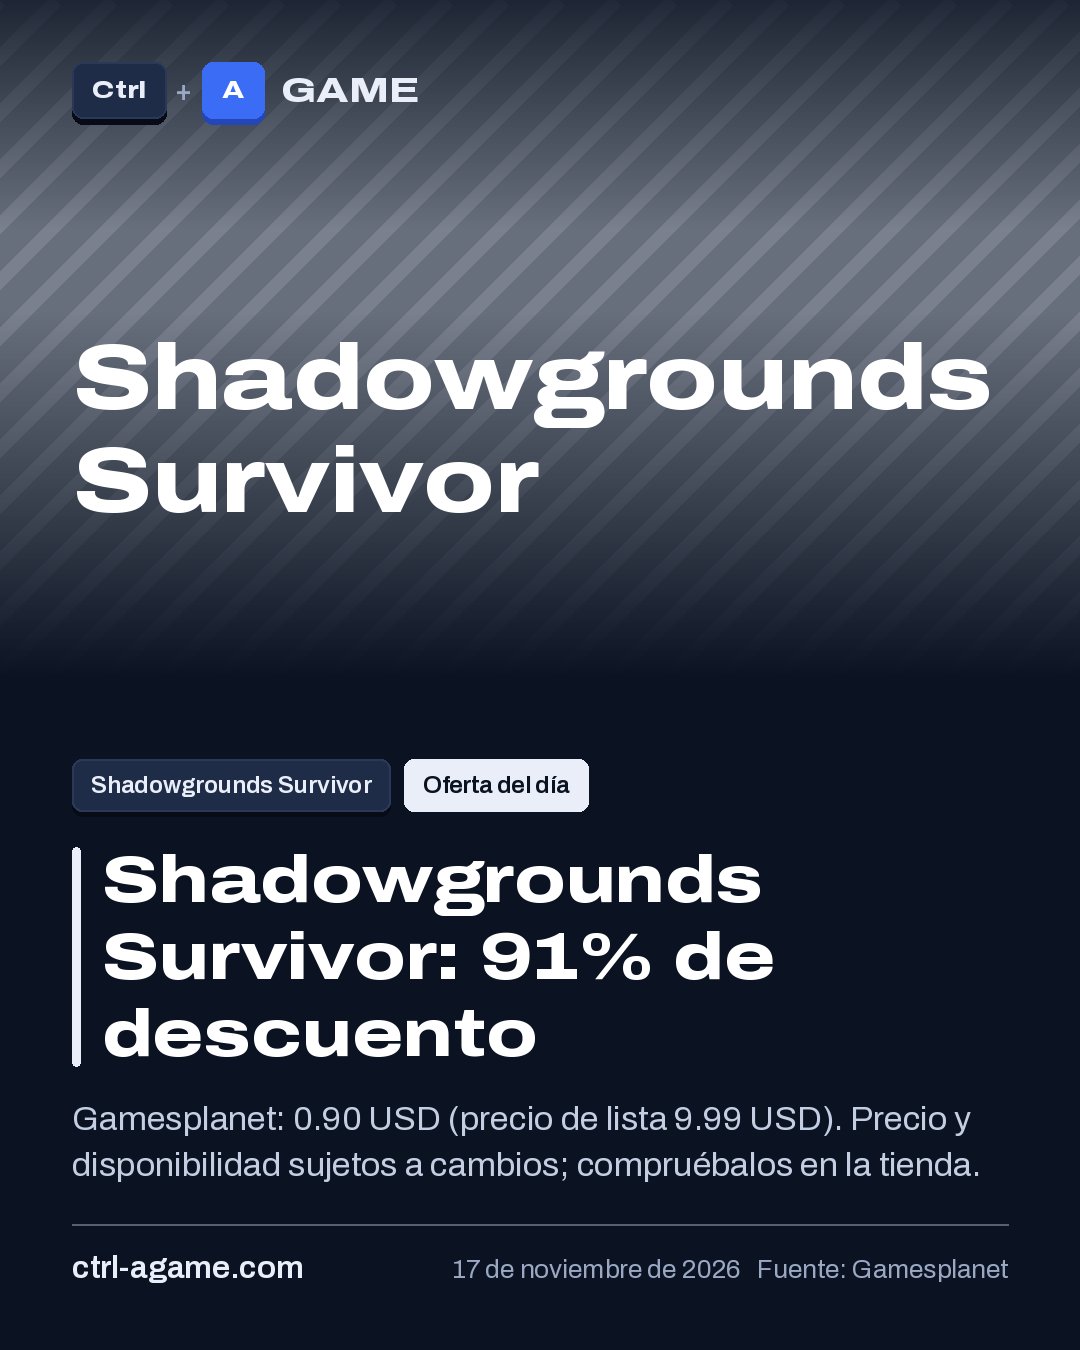 Ctrl + A GAME
Shadowgrounds
Survivor
Shadowgrounds Survivor Oferta del día
Shadowgrounds
Survivor: 91% de
descuento
Gamesplanet: 0.90 USD (precio de lista 9.99 USD). Precio y
disponibilidad sujetos a cambios; compruébalos en la tienda.
ctrl-agame.com 17 de noviembre de 2026 Fuente: Gamesplanet